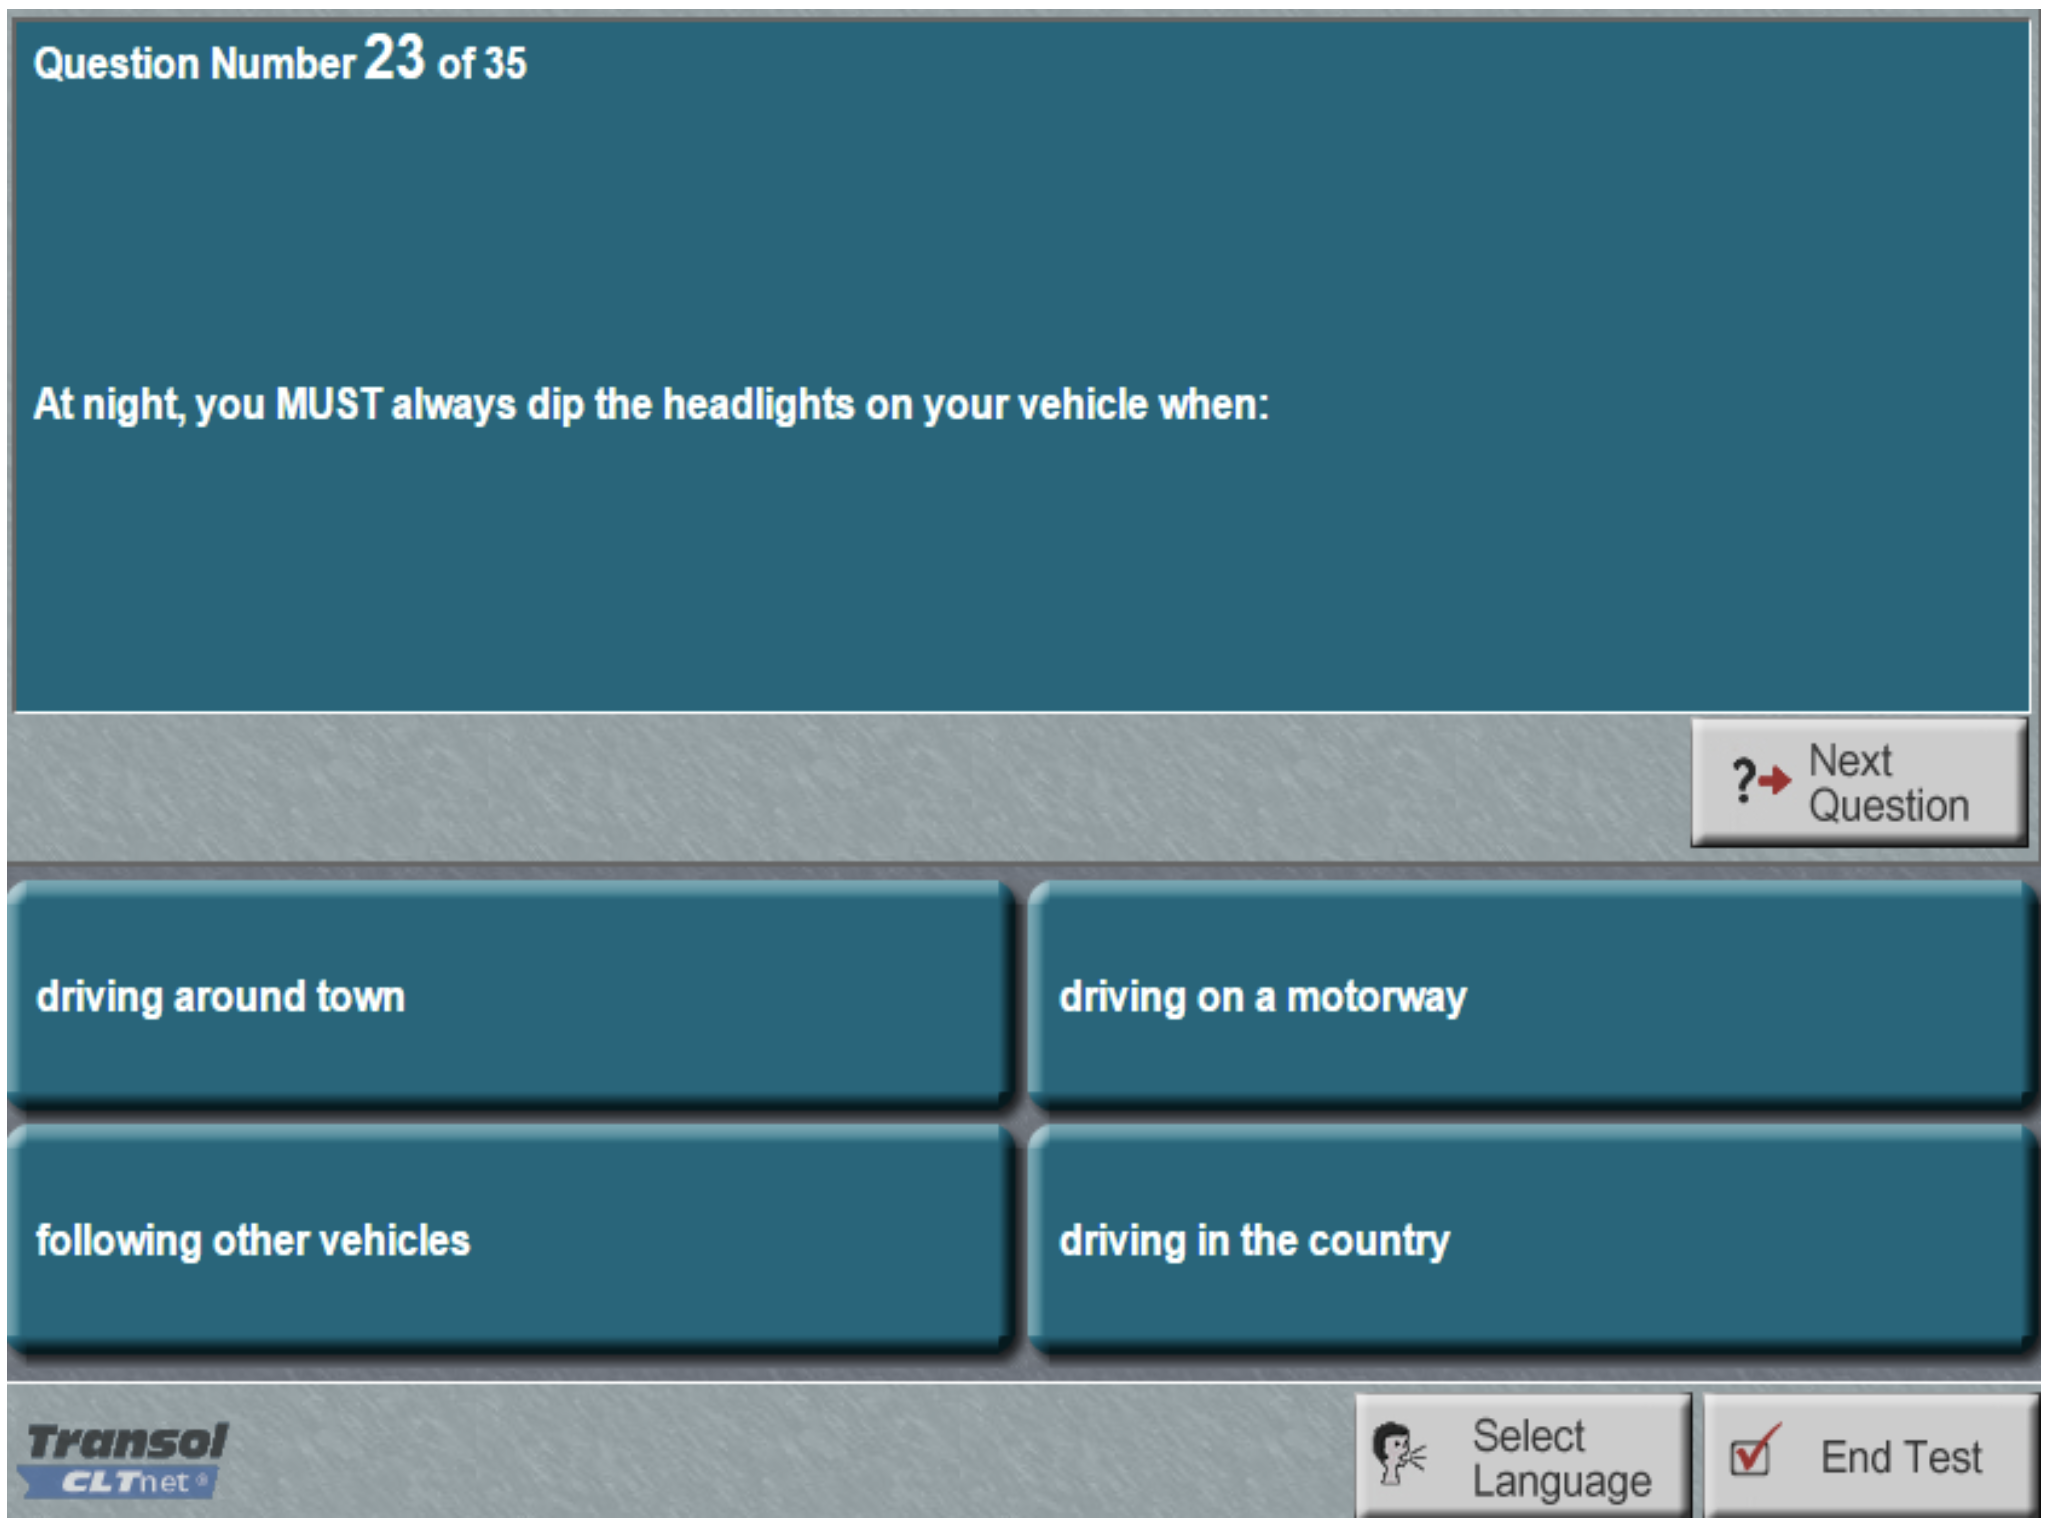 Question Number 23 of 35
At night, you MUST always dip the headlights on your vehicle when:
Next
Question
driving around town
driving on a motorway
following other vehicles
driving in the country
Transol
CLTnet®
Select
Language
End Test